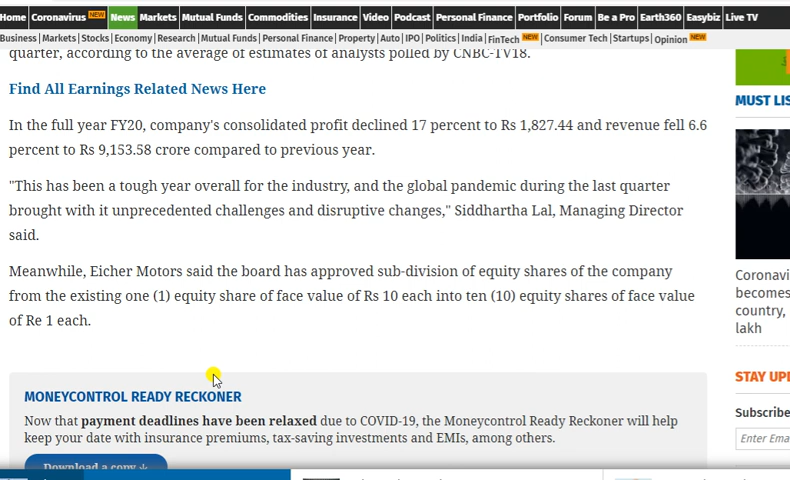 Home Coronavirus NEW News Markets Mutual Funds Commodities Insurance Video Podcast Personal Finance Portfolio Forum Be a Pro Earth360 Easybiz Live TV
Business | Markets | Stocks | Economy | Research | Mutual Funds | Personal Finance | Property | Auto | IPO | Politics | India | FinTech NEW | Consumer Tech | Startups | Opinion NEW
quarter, according to the average of estimates of analysts polled by CNBC-TV18.
Find All Earnings Related News Here
In the full year FY20, company's consolidated profit declined 17 percent to Rs 1,827.44 and revenue fell 6.6
percent to Rs 9,153.58 crore compared to previous year.
"This has been a tough year overall for the industry, and the global pandemic during the last quarter
brought with it unprecedented challenges and disruptive changes," Siddhartha Lal, Managing Director
said.
Meanwhile, Eicher Motors said the board has approved sub-division of equity shares of the company
from the existing one (1) equity share of face value of Rs 10 each into ten (10) equity shares of face value
of Re 1 each.
MONEYCONTROL READY RECKONER
Now that payment deadlines have been relaxed due to COVID-19, the Moneycontrol Ready Reckoner will help
keep your date with insurance premiums, tax-saving investments and EMIs, among others.
Download a copy
MUST LIS
Coronavi
becomes
country,
lakh
STAY UPD
Subscribe
Enter Ema